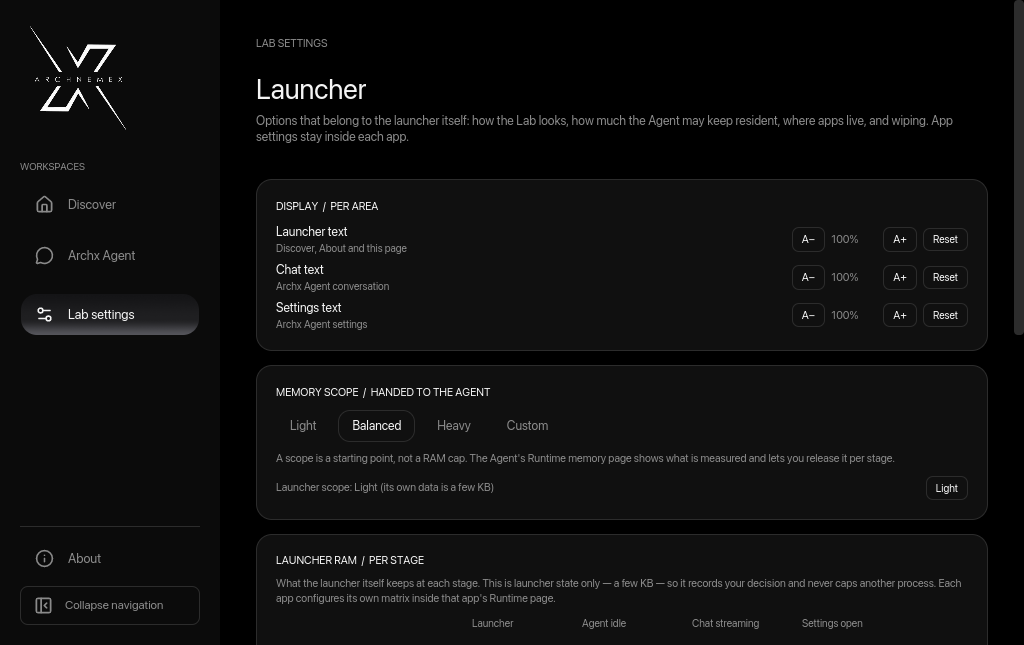 ARCHNEMEX
WORKSPACES
Discover
Archx Agent
Lab settings
About
Collapse navigation
LAB SETTINGS
Launcher
Options that belong to the launcher itself: how the Lab looks, how much the Agent may keep resident, where apps live, and wiping. App
settings stay inside each app.
DISPLAY / PER AREA
Launcher text
Discover, About and this page
A− 100% A+ Reset
Chat text
Archx Agent conversation
A− 100% A+ Reset
Settings text
Archx Agent settings
A− 100% A+ Reset
MEMORY SCOPE / HANDED TO THE AGENT
Light Balanced Heavy Custom
A scope is a starting point, not a RAM cap. The Agent's Runtime memory page shows what is measured and lets you release it per stage.
Launcher scope: Light (its own data is a few KB) Light
LAUNCHER RAM / PER STAGE
What the launcher itself keeps at each stage. This is launcher state only — a few KB — so it records your decision and never caps another process. Each
app configures its own matrix inside that app's Runtime page.
Launcher Agent idle Chat streaming Settings open